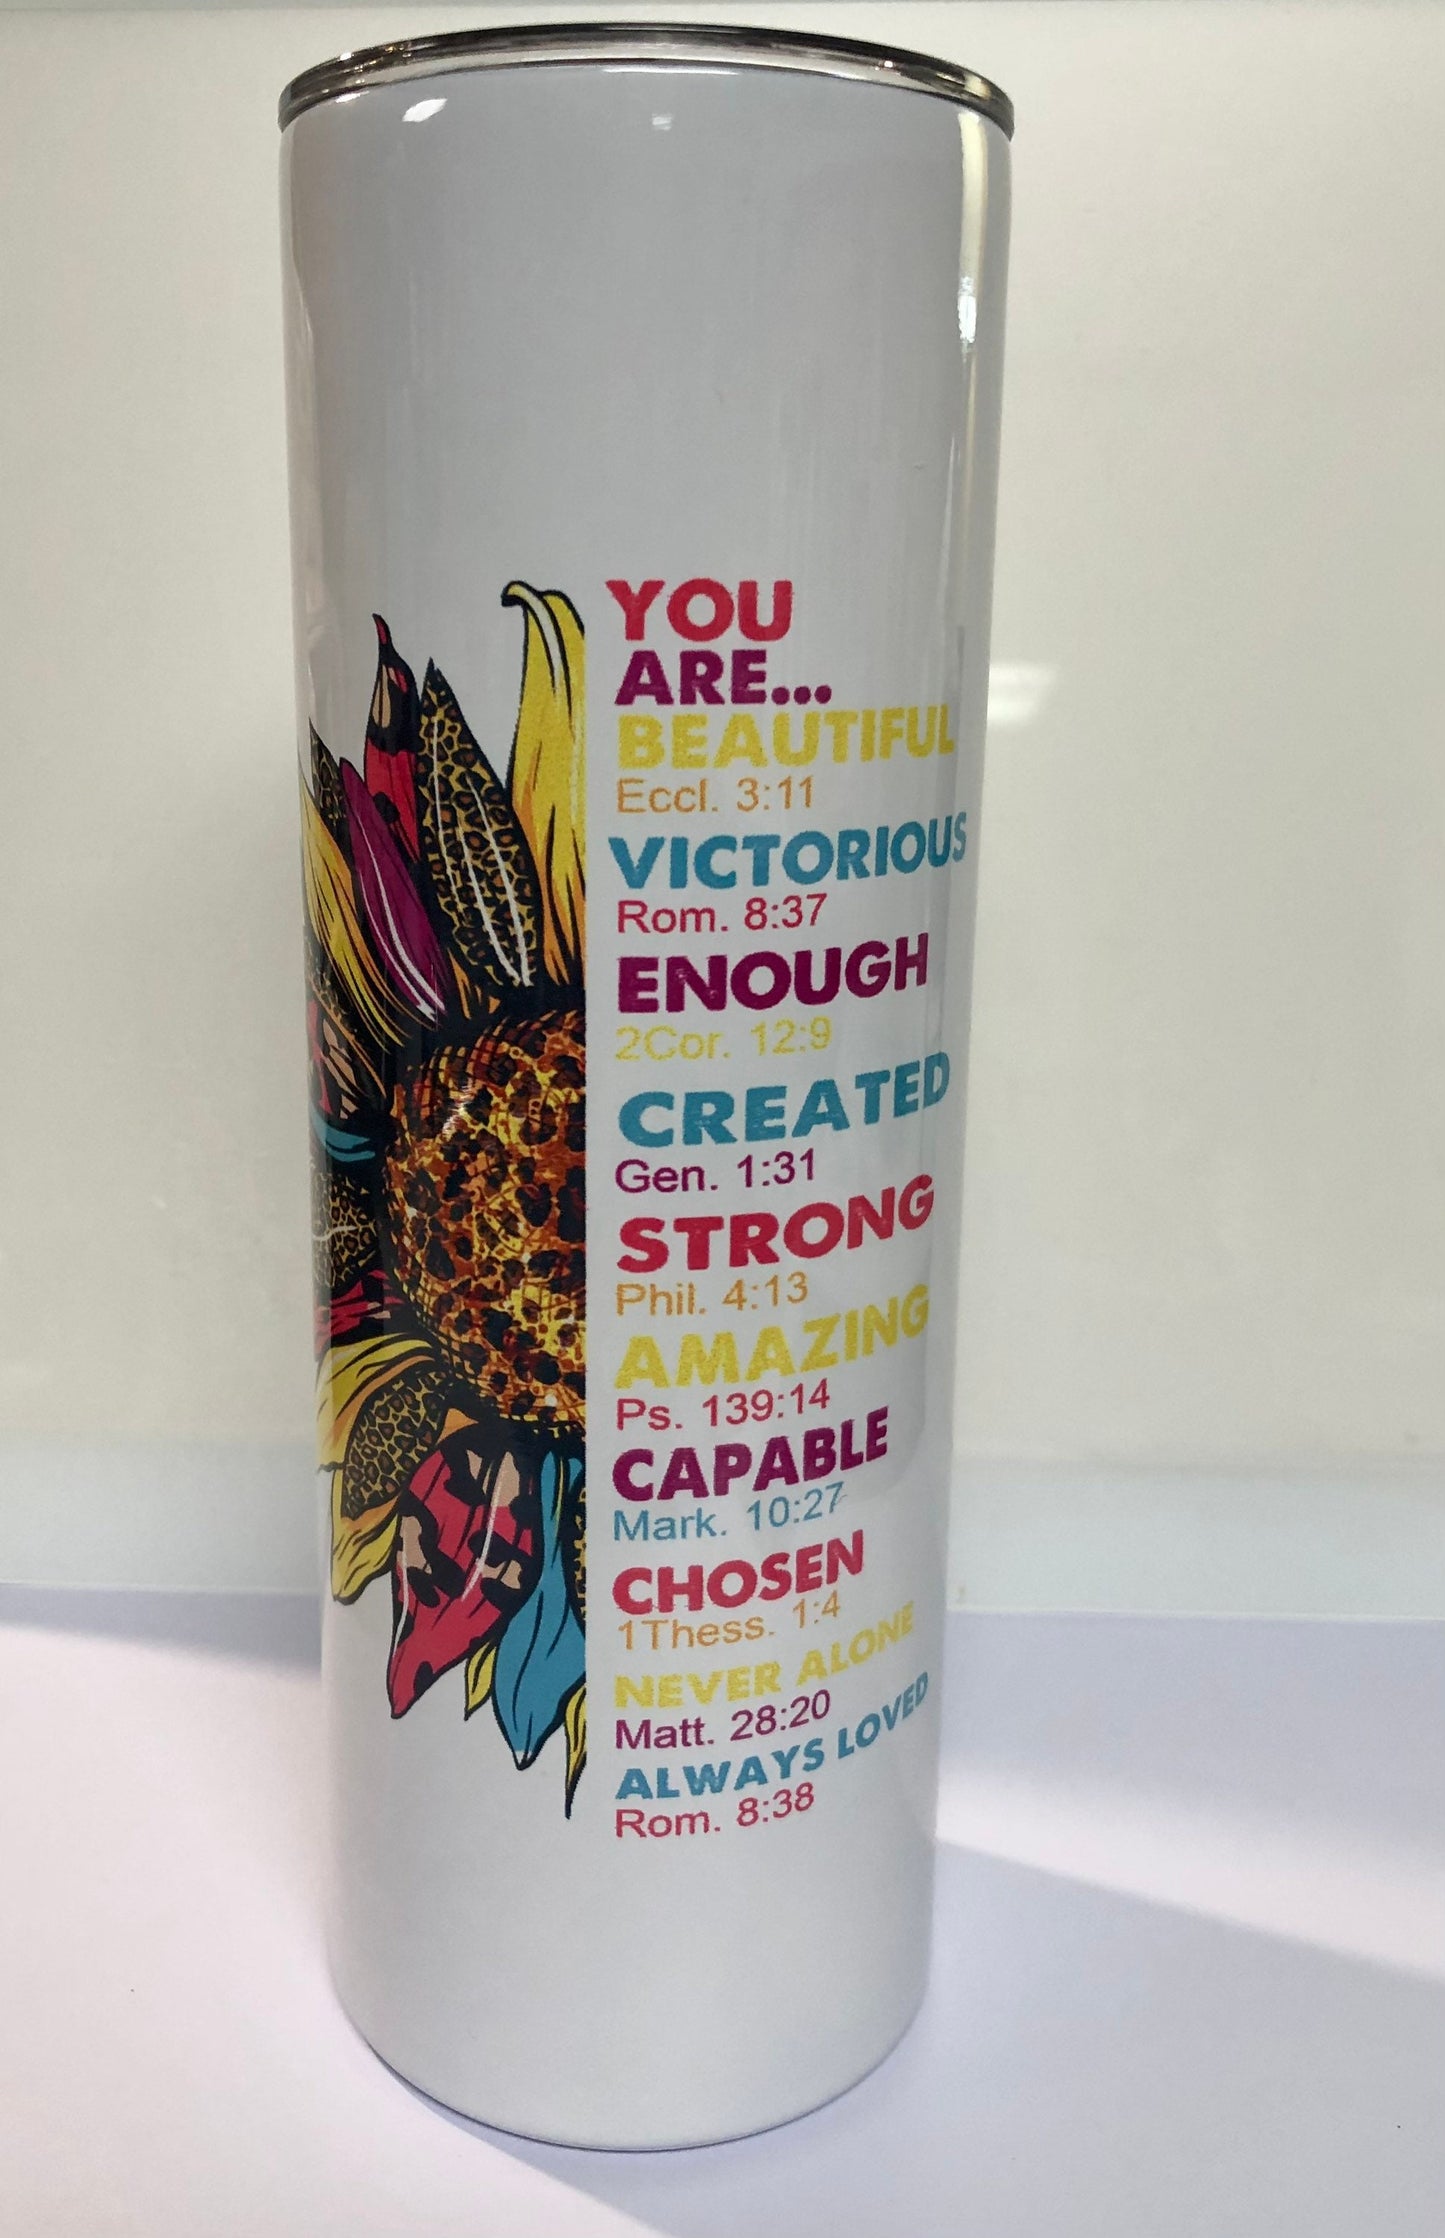 YOU
ARE...
BEAUTIFUL
Eccl. 3:11
VICTORIOUS
Rom. 8:37
ENOUGH
2Cor. 12:9
CREATED
Gen. 1:31
STRONG
Phil. 4:13
AMAZING
Ps. 139:14
CAPABLE
Mark. 10:27
CHOSEN
1Thess. 1:4
NEVER ALONE
Matt. 28:20
ALWAYS LOVED
Rom. 8:38